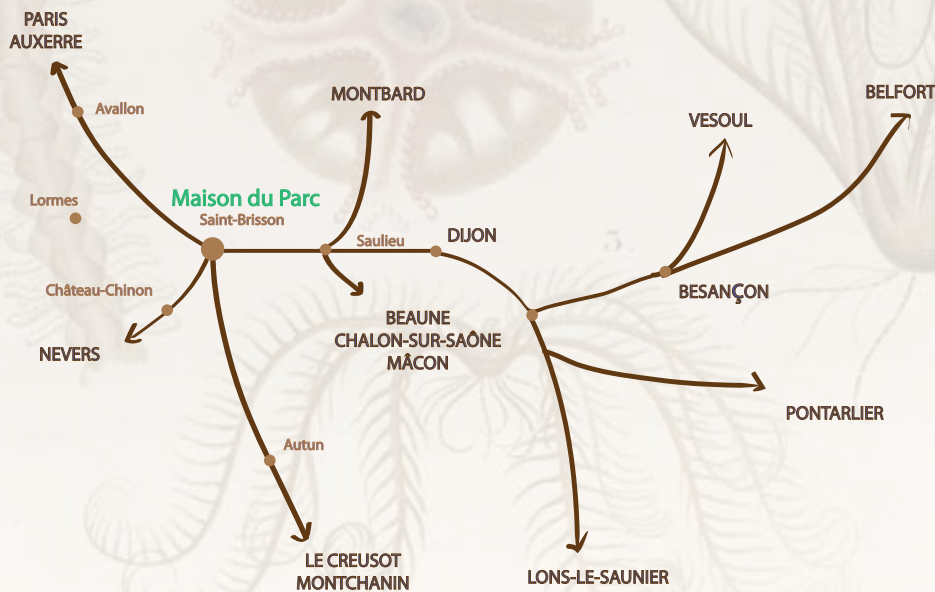 PARIS
AUXERRE
Avallon
MONTBARD
BELFORT
VESOUL
Lormes
Maison du Parc
Saint-Brisson
Saulieu
DIJON
Château-Chinon
BESANÇON
NEVERS
BEAUNE
CHALON-SUR-SAÔNE
MÂCON
PONTARLIER
Autun
LE CREUSOT
MONTCHANIN
LONS-LE-SAUNIER
5.